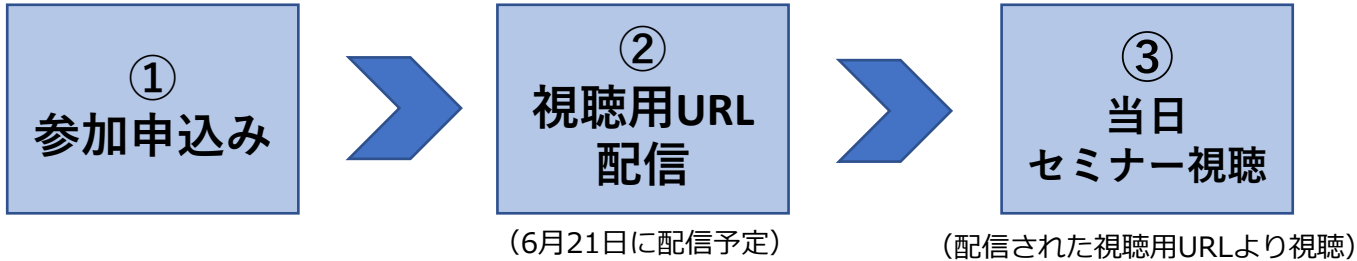 ①
参加申込み
②
視聴用URL
配信
(6月21日に配信予定)
③
当日
セミナー視聴
(配信された視聴用URLより視聴)